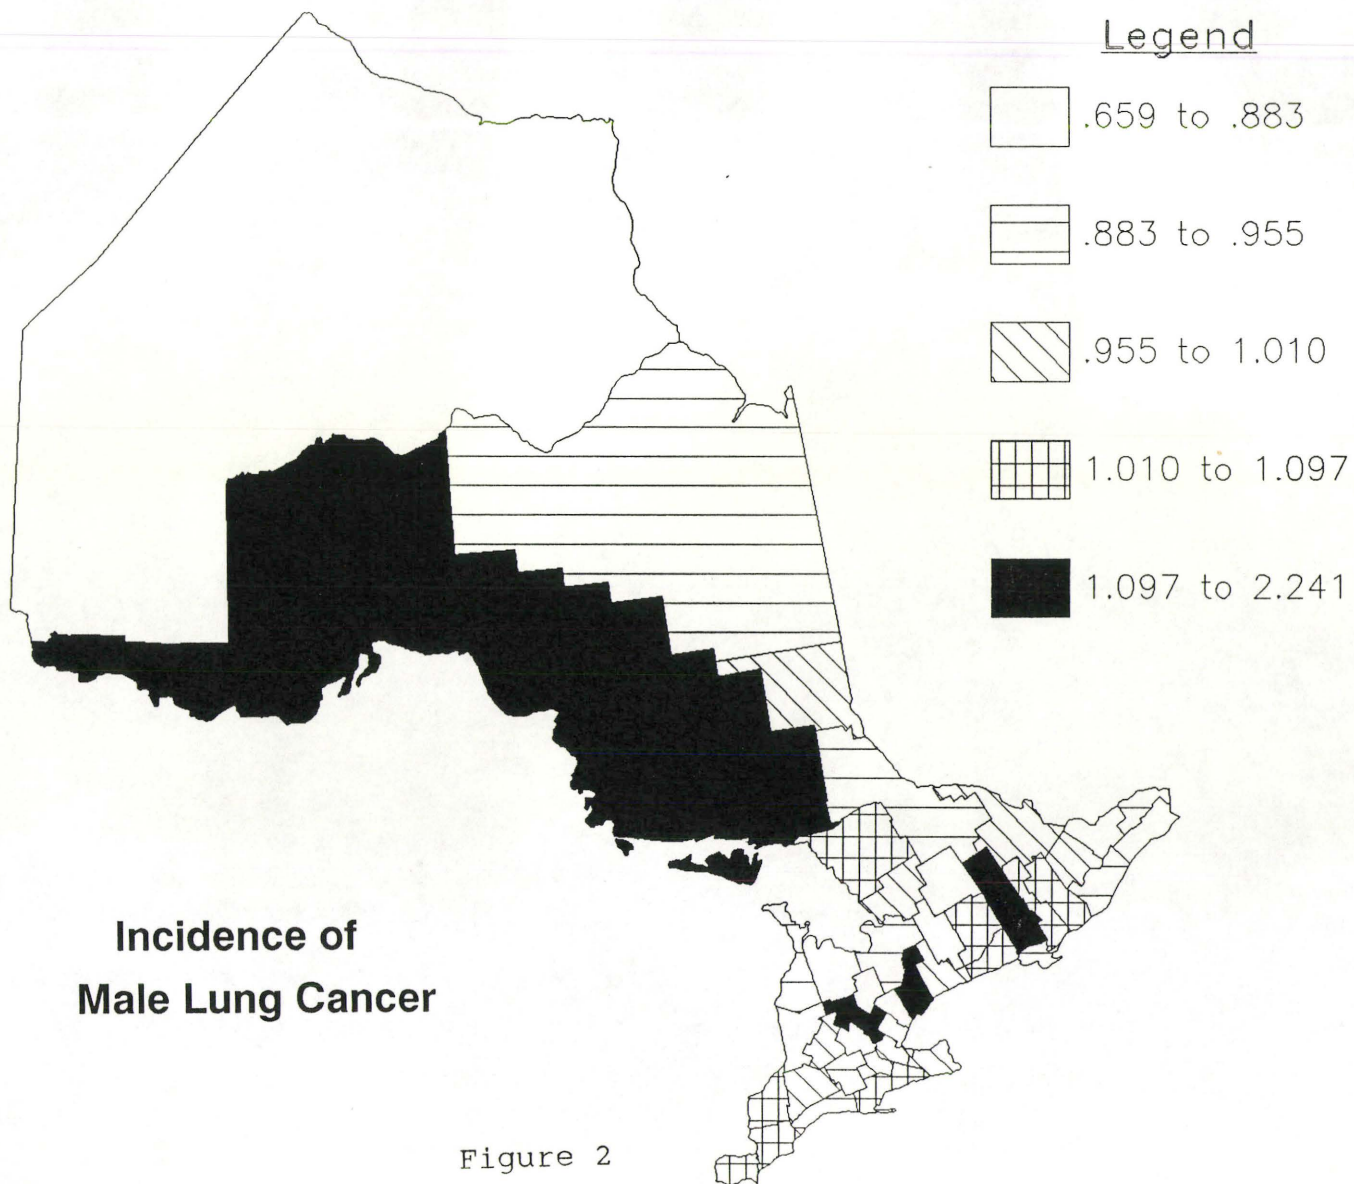 Legend
.659 to .883
.883 to .955
.955 to 1.010
1.010 to 1.097
1.097 to 2.241
Incidence of
Male Lung Cancer
Figure 2